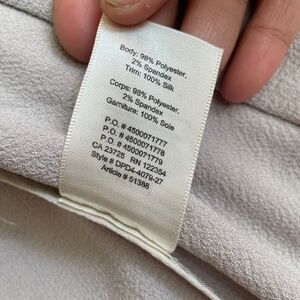 Body: 98% Polyester,
2% Spandex
Trim: 100% Silk
Corps: 98% Polyester,
2% Spandex
Garniture: 100% Soie
P.O. # 4500071777
P.O. # 4500071778
P.O. # 4500071779
CA 23725 RN 122354
Style # DPD4-4079-27
Article # 51386